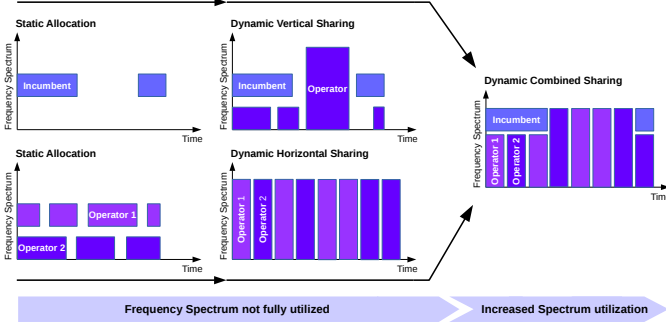 Static Allocation
Frequency Spectrum
Incumbent
Time
Dynamic Vertical Sharing
Frequency Spectrum
Incumbent
Operator
Time
Static Allocation
Frequency Spectrum
Operator 1
Operator 2
Time
Dynamic Horizontal Sharing
Frequency Spectrum
Operator 1
Operator 2
Time
Dynamic Combined Sharing
Frequency Spectrum
Incumbent
Operator 1
Operator 2
Tim
Frequency Spectrum not fully utilized
Increased Spectrum utilization